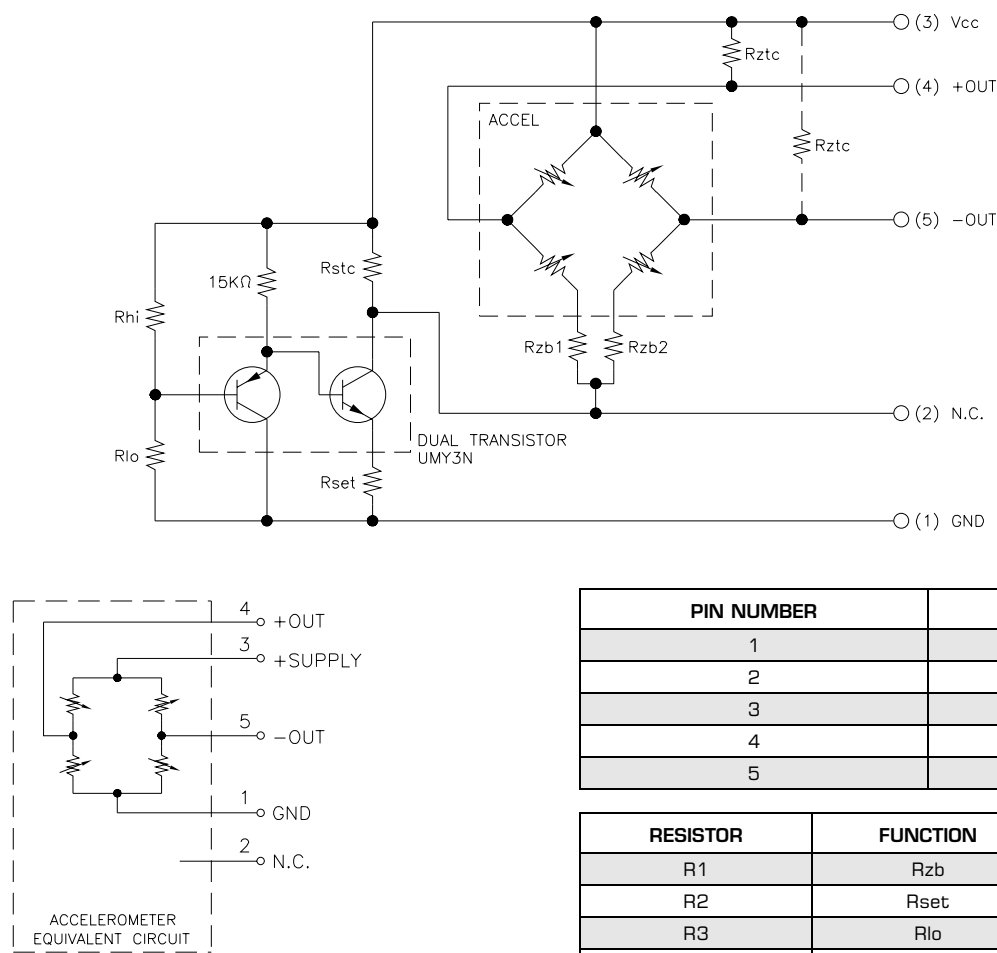 (3) Vcc
Rztc
(4) +OUT
ACCEL
Rztc
(5) -OUT
Rstc
15KΩ
Rhi
Rzb1
Rzb2
(2) N.C.
DUAL TRANSISTOR
UMY3N
Rlo
Rset
(1) GND
4 +OUT
3 +SUPPLY
5 -OUT
1 GND
2 N.C.
ACCELEROMETER
EQUIVALENT CIRCUIT
PIN NUMBER
1
2
3
4
5
RESISTOR FUNCTION
R1 Rzb
R2 Rset
R3 Rlo